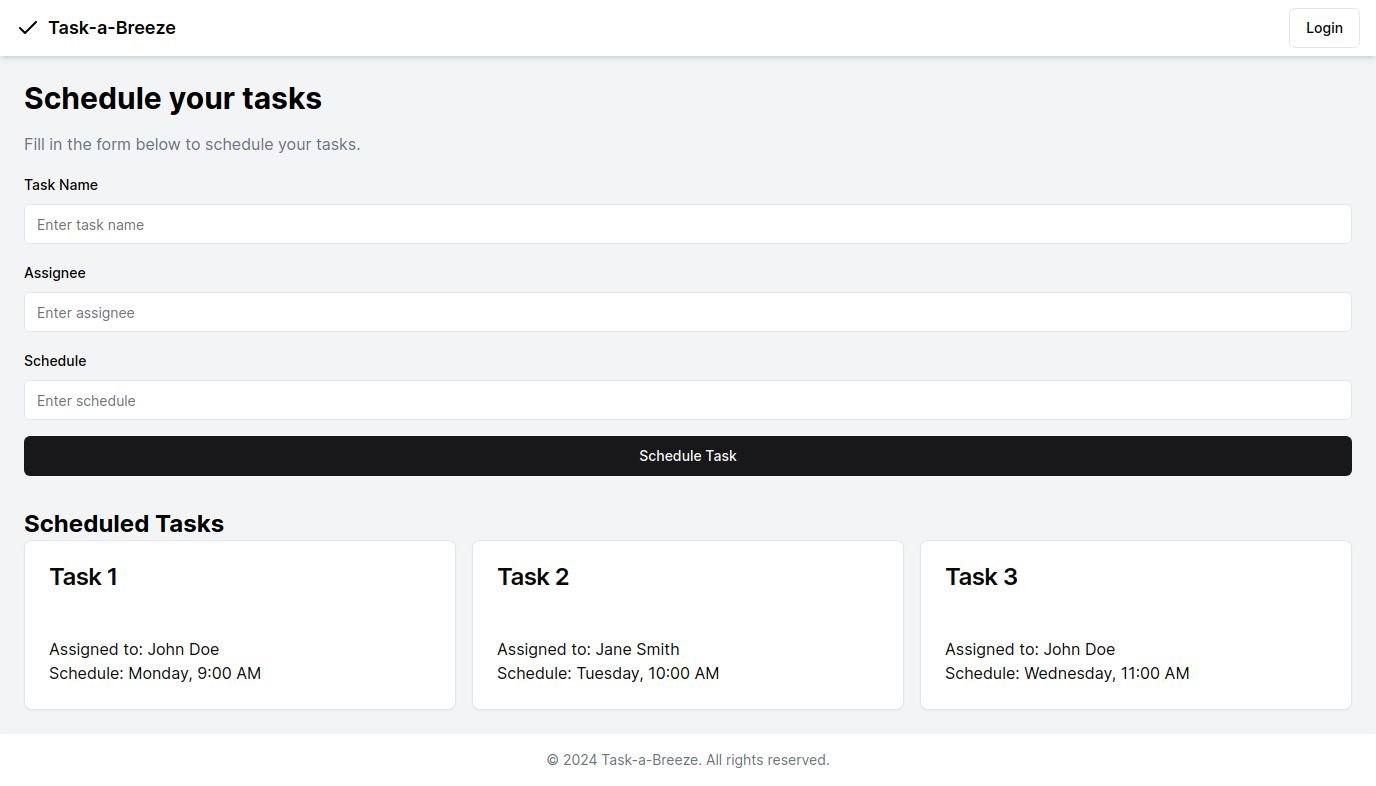 Task-a-Breeze
Login
Schedule your tasks
Fill in the form below to schedule your tasks.
Task Name
Enter task name
Assignee
Enter assignee
Schedule
Enter schedule
Schedule Task
Scheduled Tasks
Task 1
Assigned to: John Doe
Schedule: Monday, 9:00 AM
Task 2
Assigned to: Jane Smith
Schedule: Tuesday, 10:00 AM
Task 3
Assigned to: John Doe
Schedule: Wednesday, 11:00 AM
© 2024 Task-a-Breeze. All rights reserved.